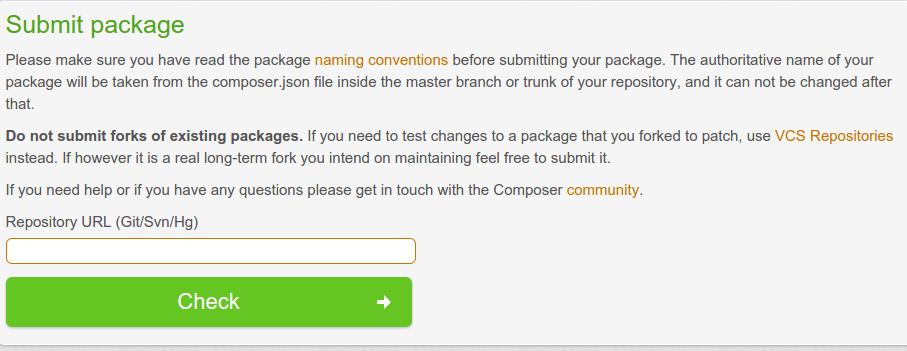 Submit package
Please make sure you have read the package naming conventions before submitting your package. The authoritative name of your
package will be taken from the composer.json file inside the master branch or trunk of your repository, and it can not be changed after
that.
Do not submit forks of existing packages. If you need to test changes to a package that you forked to patch, use VCS Repositories
instead. If however it is a real long-term fork you intend on maintaining feel free to submit it.
If you need help or if you have any questions please get in touch with the Composer community.
Repository URL (Git/Svn/Hg)
Check